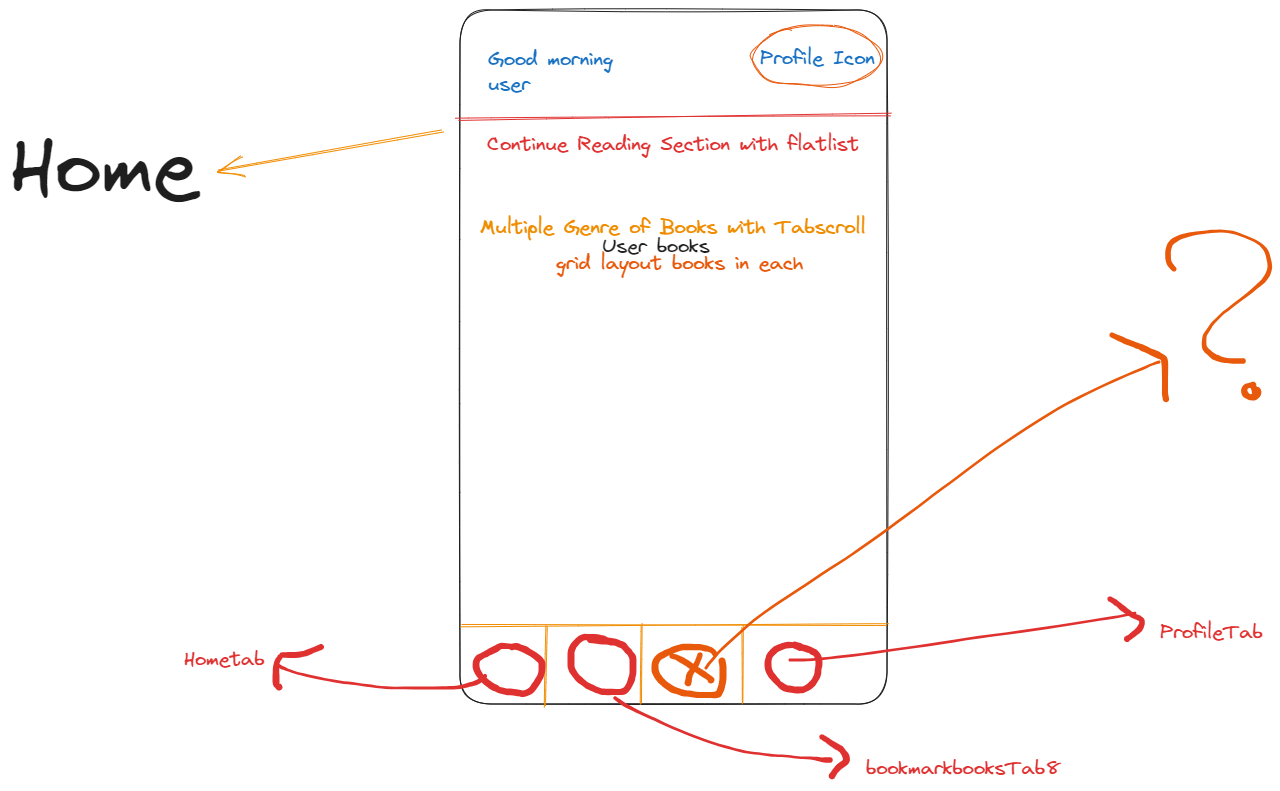 Good morning
user
Profile Icon
Continue Reading Section with flatlist
Home
Multiple Genre of Books with Tabscroll
User books
grid layout books in each
?
X
ProfileTab
Hometab
bookmarkbooksTab8